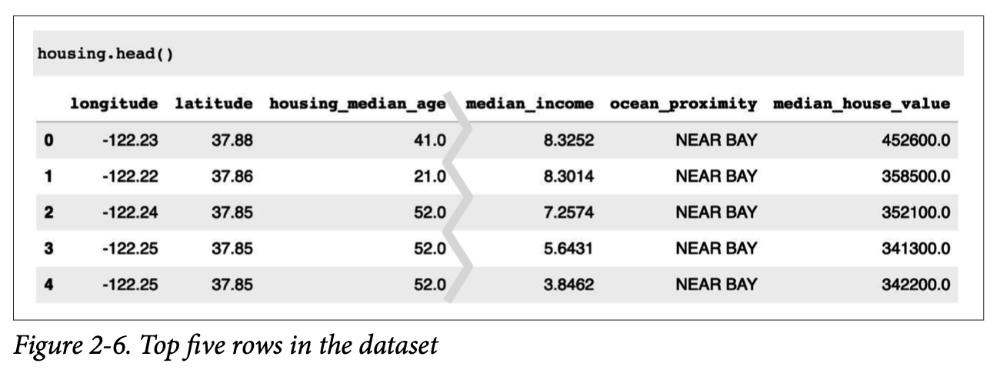 housing.head()
longitude latitude housing_median_age median_income ocean_proximity median_house_value
0 -122.23 37.88 41.0 8.3252 NEAR BAY 452600.0
1 -122.22 37.86 21.0 8.3014 NEAR BAY 358500.0
2 -122.24 37.85 52.0 7.2574 NEAR BAY 352100.0
3 -122.25 37.85 52.0 5.6431 NEAR BAY 341300.0
4 -122.25 37.85 52.0 3.8462 NEAR BAY 342200.0
Figure 2-6. Top five rows in the dataset